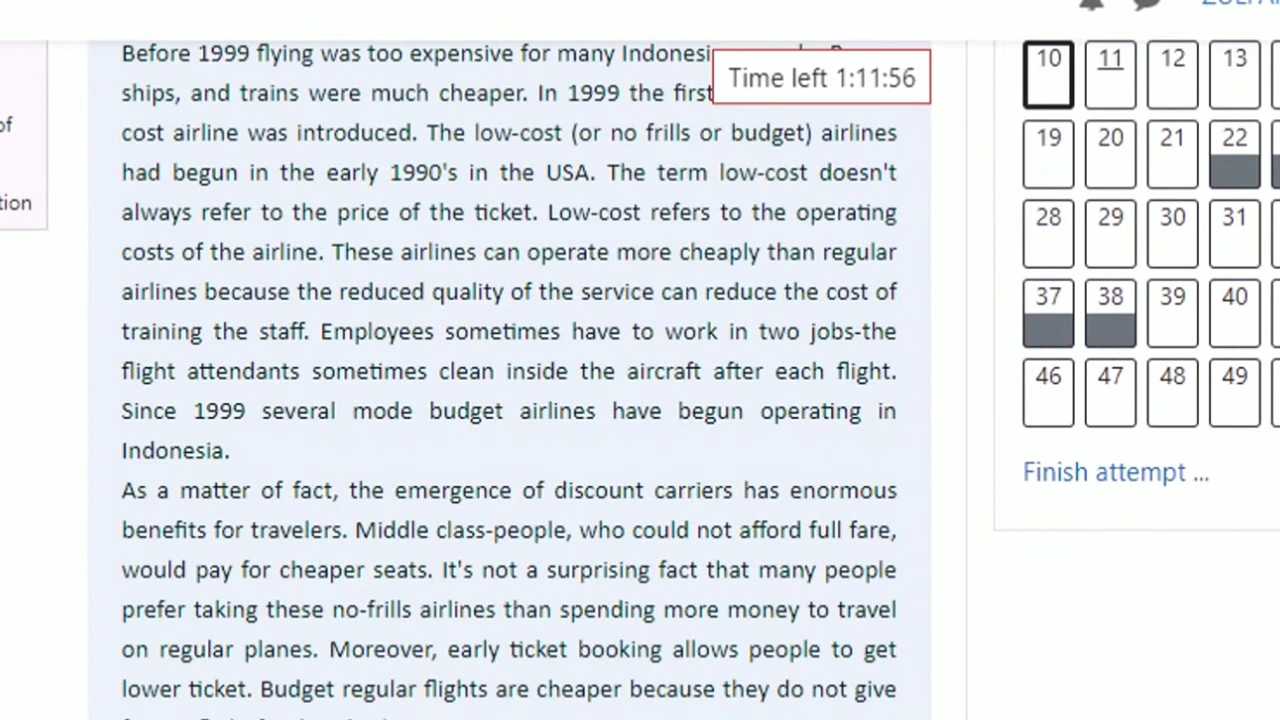 Before 1999 flying was too expensive for many
ships, and trains were much cheaper. In 1999 the first
cost airline was introduced. The low-cost (or no frills or budget) airlines
had begun in the early 1990's in the USA. The term low-cost doesn't
always refer to the price of the ticket. Low-cost refers to the operating
costs of the airline. These airlines can operate more cheaply than regular
airlines because the reduced quality of the service can reduce the cost of
training the staff. Employees sometimes have to work in two jobs-the
flight attendants sometimes clean inside the aircraft after each flight.
Since 1999 several mode budget airlines have begun operating in
Indonesia.
As a matter of fact, the emergence of discount carriers has enormous
benefits for travelers. Middle class-people, who could not afford full fare,
would pay for cheaper seats. It's not a surprising fact that many people
prefer taking these no-frills airlines than spending more money to travel
on regular planes. Moreover, early ticket booking allows people to get
lower ticket. Budget regular flights are cheaper because they do not give
Time left 1:11:56
10 11 12 13
19 20 21 22
28 29 30 31
37 38 39 40
46 47 48 49
Finish attempt ...